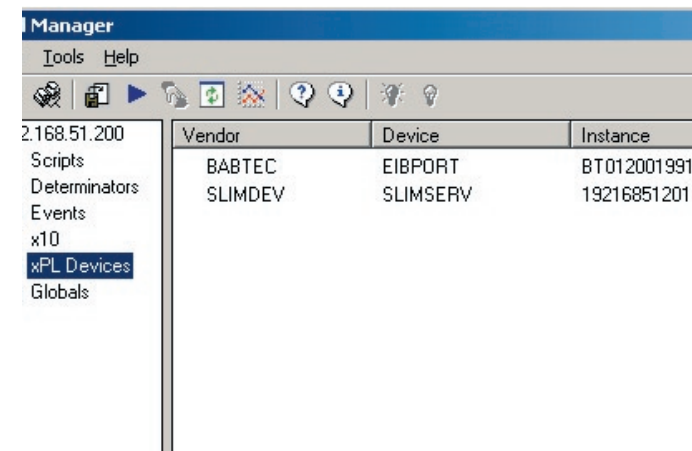 Manager
Tools Help
2.168.51.200
Scripts
Determinators
Events
x10
xPL Devices
Globals
Vendor Device Instance
BABTEC EIBPORT BT012001991
SLIMDEV SLIMSERV 19216851201